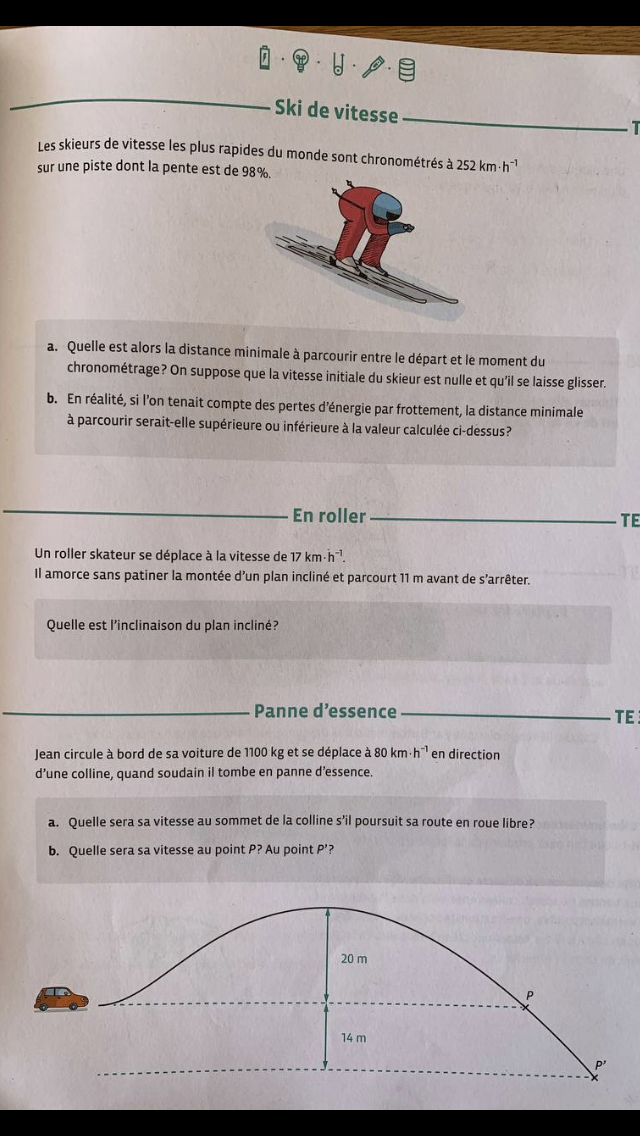 Ski de vitesse
T
Les skieurs de vitesse les plus rapides du monde sont chronométrés à 252 km·h⁻¹
sur une piste dont la pente est de 98%.
a. Quelle est alors la distance minimale à parcourir entre le départ et le moment du
chronométrage? On suppose que la vitesse initiale du skieur est nulle et qu'il se laisse glisser.
b. En réalité, si l'on tenait compte des pertes d'énergie par frottement, la distance minimale
à parcourir serait-elle supérieure ou inférieure à la valeur calculée ci-dessus?
En roller
TE
Un roller skateur se déplace à la vitesse de 17 km·h⁻¹.
Il amorce sans patiner la montée d'un plan incliné et parcourt 11 m avant de s'arrêter.
Quelle est l'inclinaison du plan incliné?
Panne d'essence
TE
Jean circule à bord de sa voiture de 1100 kg et se déplace à 80 km·h⁻¹ en direction
d'une colline, quand soudain il tombe en panne d'essence.
a. Quelle sera sa vitesse au sommet de la colline s'il poursuit sa route en roue libre?
b. Quelle sera sa vitesse au point P? Au point P'?
20 m
P
14 m
P'